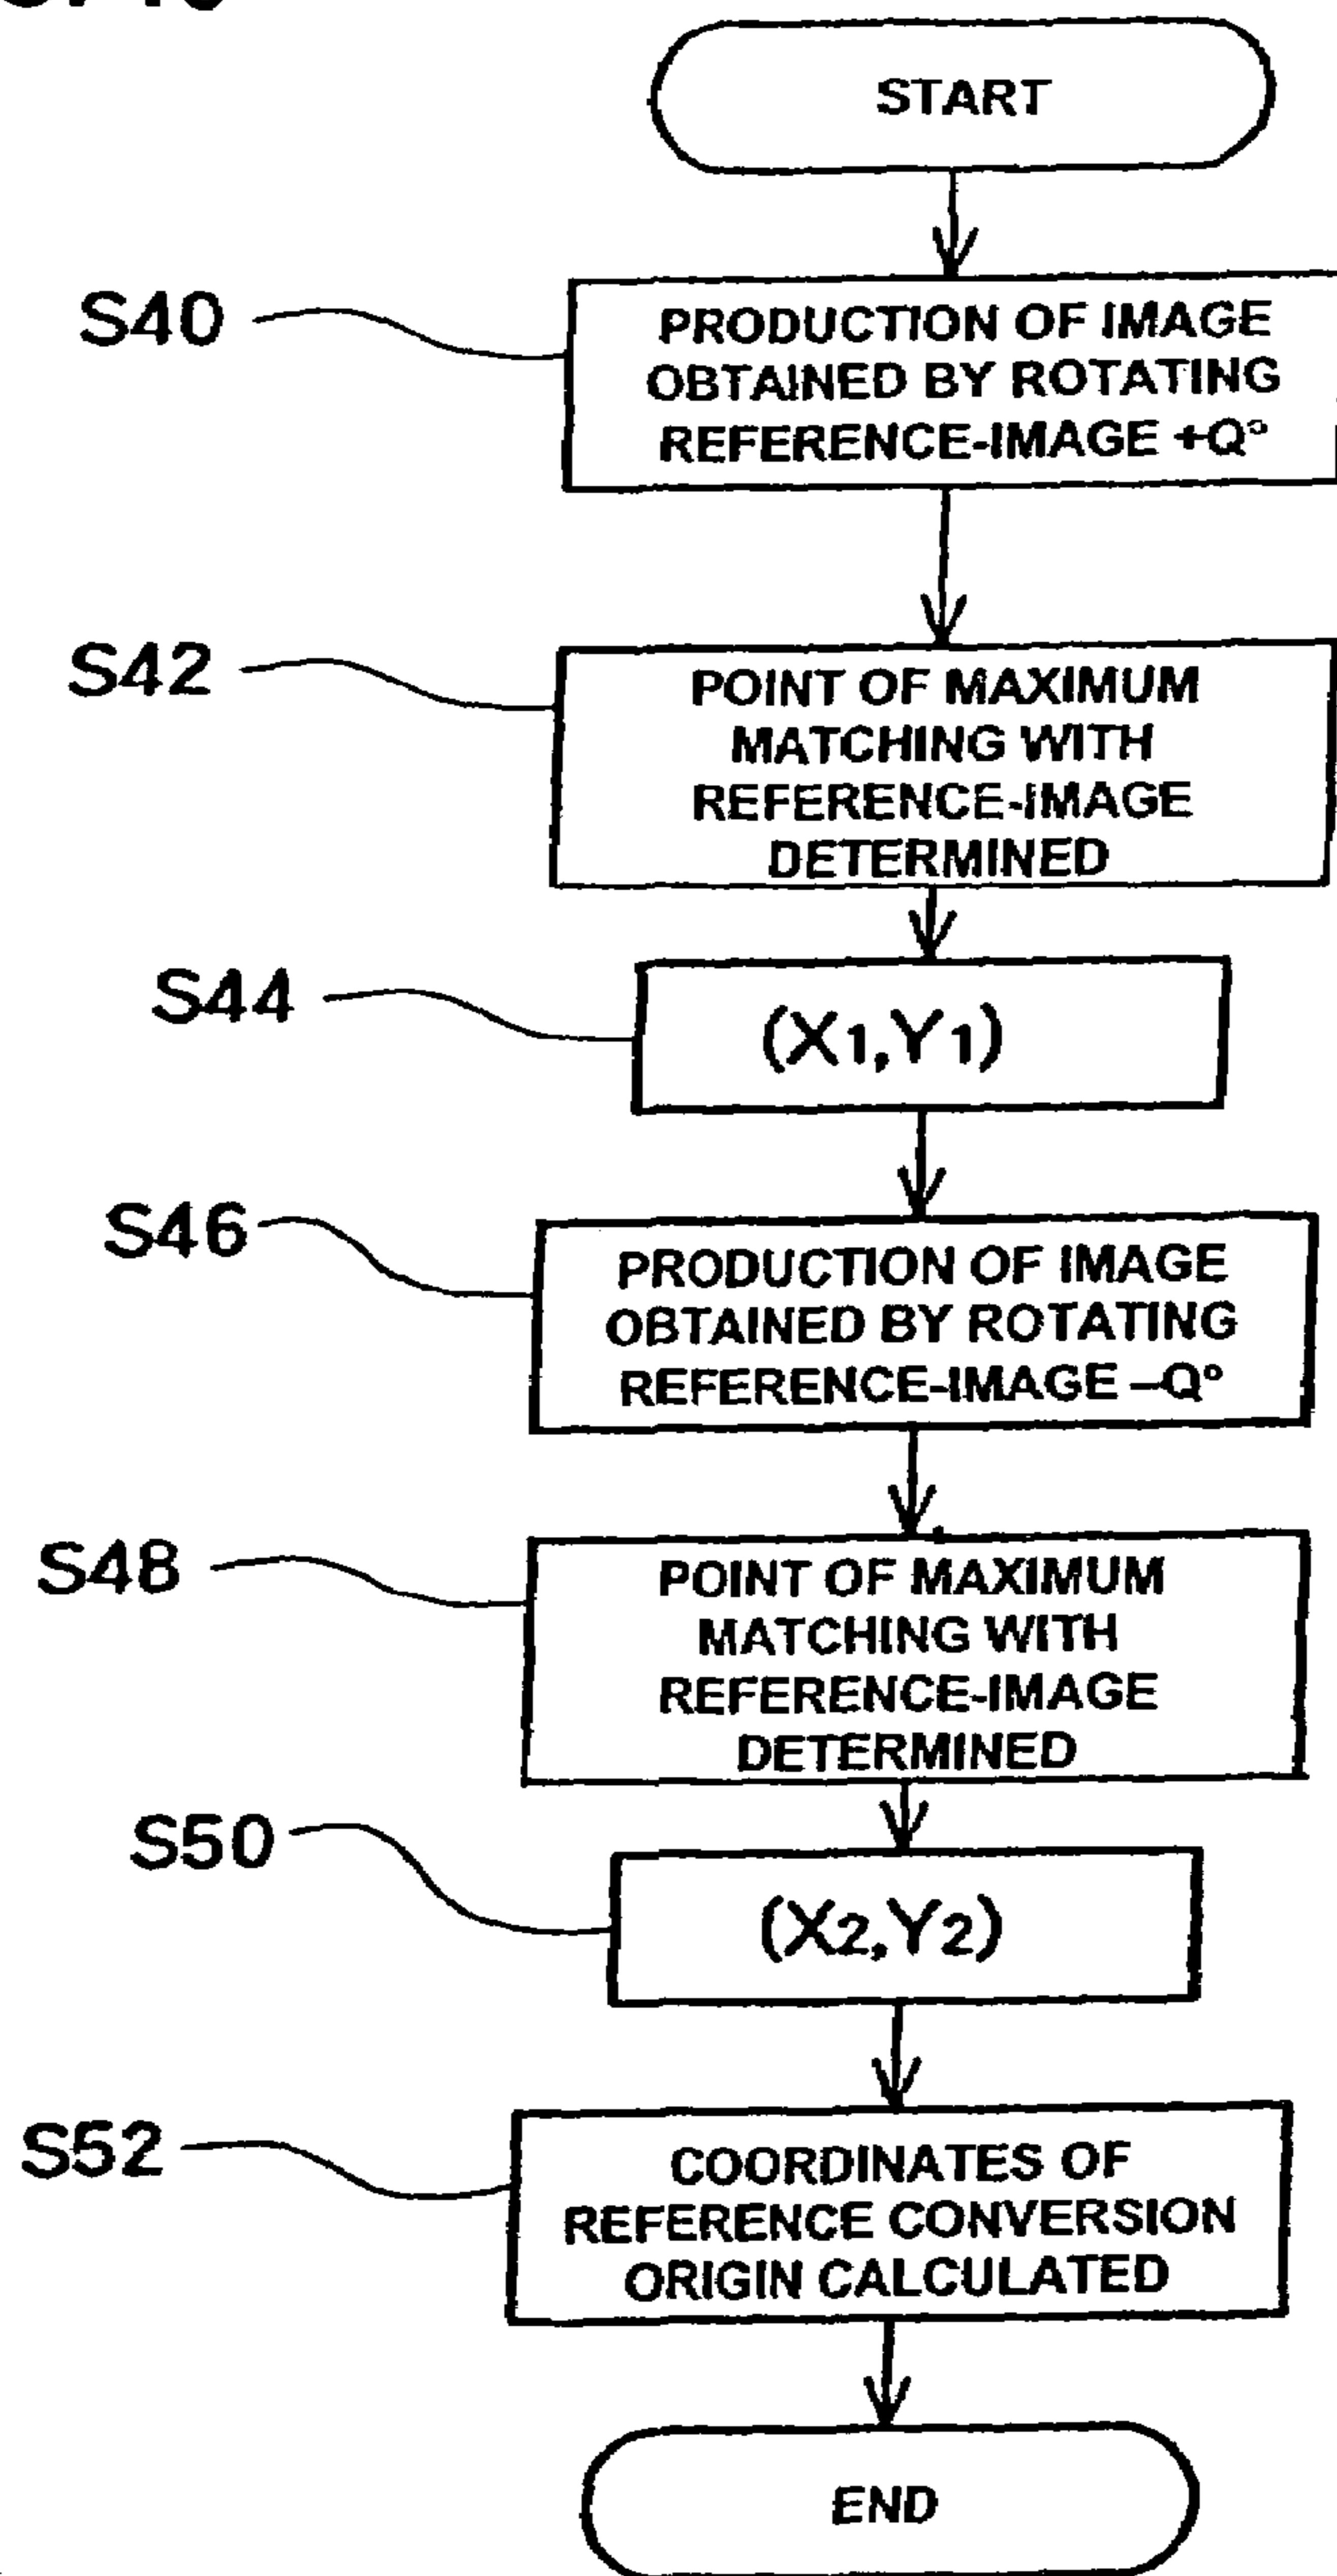 START
S40
PRODUCTION OF IMAGE
OBTAINED BY ROTATING
REFERENCE-IMAGE +Q°
S42
POINT OF MAXIMUM
MATCHING WITH
REFERENCE-IMAGE
DETERMINED
S44
(X1,Y1)
S46
PRODUCTION OF IMAGE
OBTAINED BY ROTATING
REFERENCE-IMAGE –Q°
S48
POINT OF MAXIMUM
MATCHING WITH
REFERENCE-IMAGE
DETERMINED
S50
(X2,Y2)
S52
COORDINATES OF
REFERENCE CONVERSION
ORIGIN CALCULATED
END